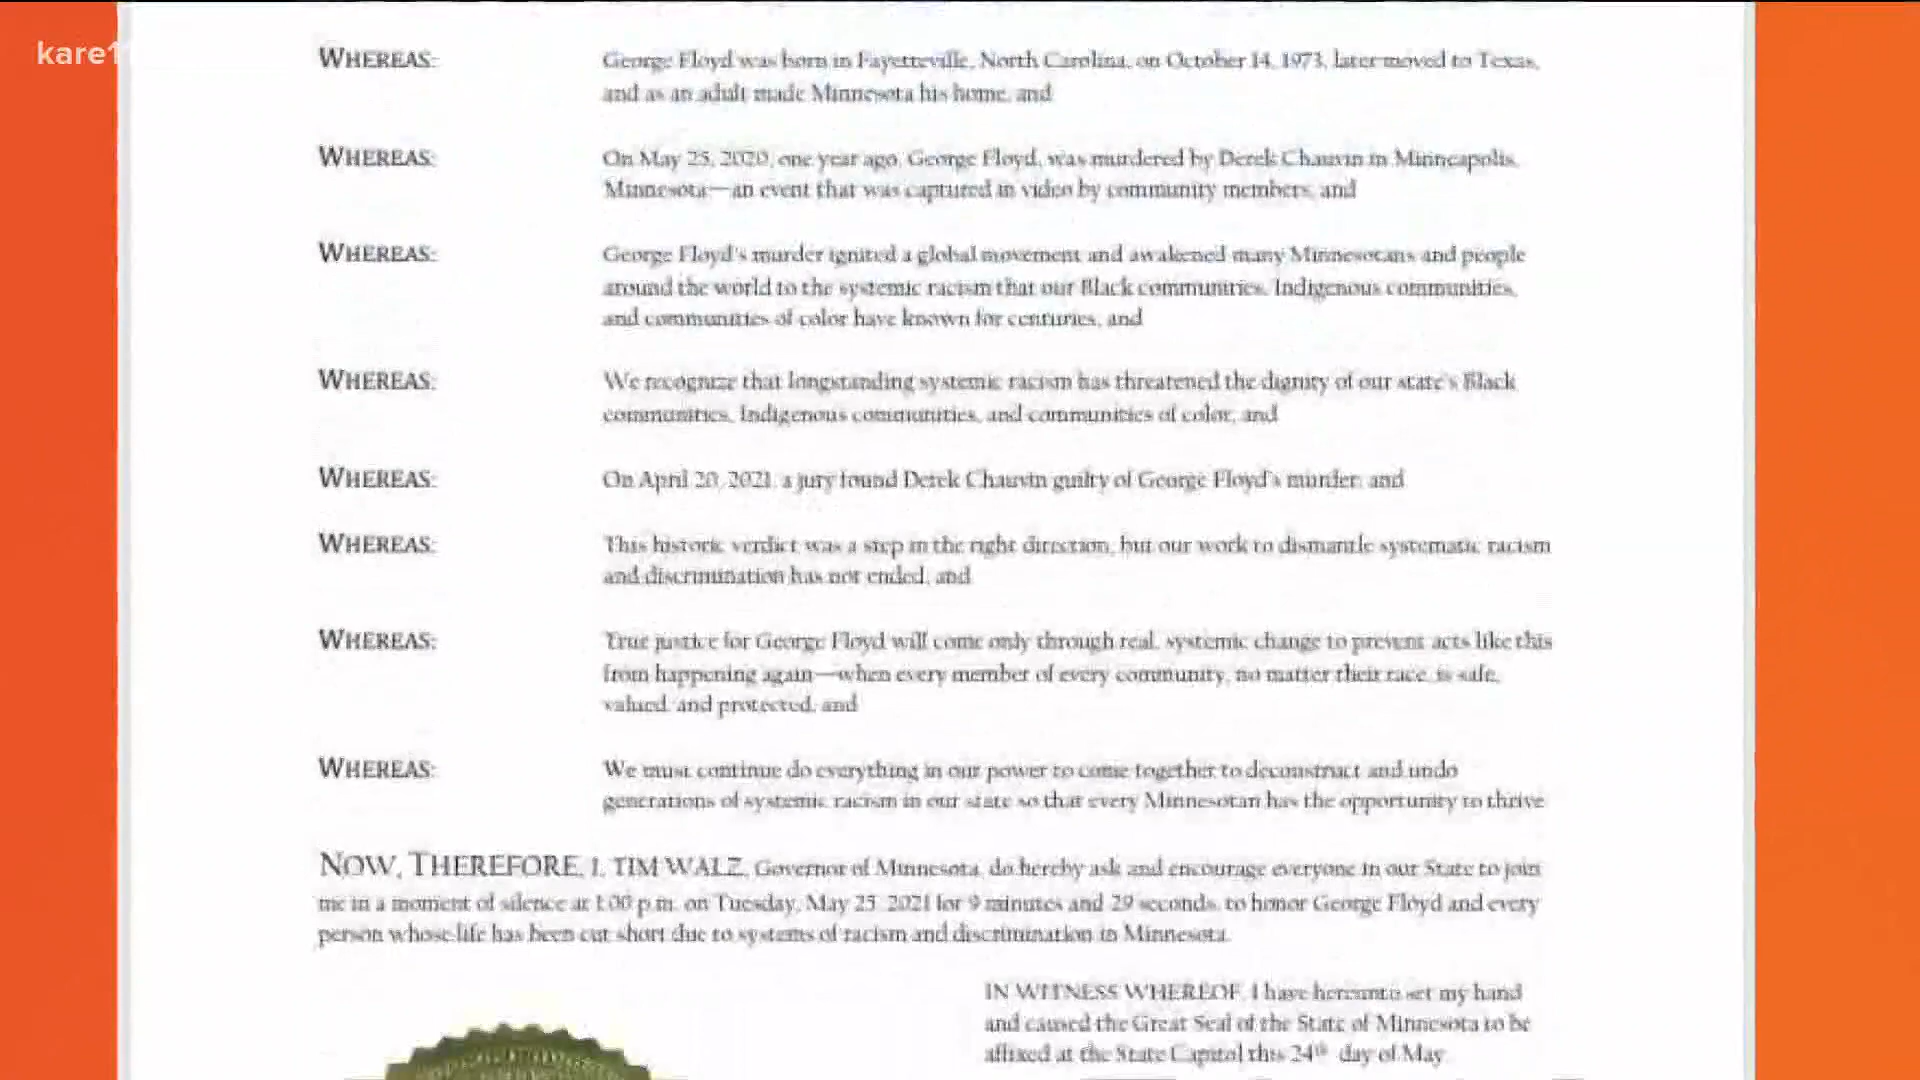 kare11
WHEREAS: George Floyd was born in Fayetteville, North Carolina, on October 14, 1973, later moved to Texas,
and as an adult made Minnesota his home, and
WHEREAS: On May 25, 2020, one year ago, George Floyd, was murdered by Derek Chauvin in Minneapolis,
Minnesota—an event that was captured in video by community members, and
WHEREAS: George Floyd's murder ignited a global movement and awakened many Minnesotans and people
around the world to the systemic racism that our Black communities, Indigenous communities,
and communities of color have known for centuries, and
WHEREAS: We recognize that longstanding systemic racism has threatened the dignity of our state's Black
communities, Indigenous communities, and communities of color, and
WHEREAS: On April 20, 2021, a jury found Derek Chauvin guilty of George Floyd's murder, and
WHEREAS: This historic verdict was a step in the right direction, but our work to dismantle systematic racism
and discrimination has not ended, and
WHEREAS: True justice for George Floyd will come only through real, systemic change to prevent acts like this
from happening again—when every member of every community, no matter their race, is safe,
valued, and protected, and
WHEREAS: We must continue do everything in our power to come together to deconstruct and undo
generations of systemic racism in our state so that every Minnesotan has the opportunity to thrive
NOW, THEREFORE, I, TIM WALZ, Governor of Minnesota, do hereby ask and encourage everyone in our State to join
me in a moment of silence at 1:00 p.m. on Tuesday, May 25, 2021 for 9 minutes and 29 seconds, to honor George Floyd and every
person whose life has been cut short due to systems of racism and discrimination in Minnesota.
IN WITNESS WHEREOF, I have hereunto set my hand
and caused the Great Seal of the State of Minnesota to be
affixed at the State Capitol this 24th day of May